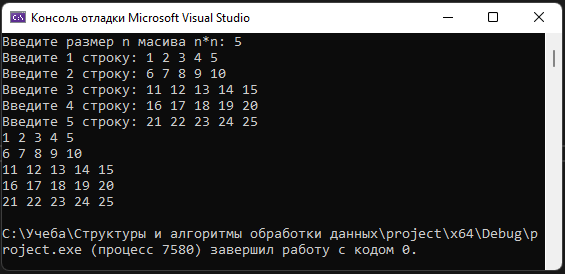 Консоль отладки Microsoft Visual Studio
Введите размер n масива n*n: 5
Введите 1 строку: 1 2 3 4 5
Введите 2 строку: 6 7 8 9 10
Введите 3 строку: 11 12 13 14 15
Введите 4 строку: 16 17 18 19 20
Введите 5 строку: 21 22 23 24 25
1 2 3 4 5
6 7 8 9 10
11 12 13 14 15
16 17 18 19 20
21 22 23 24 25
C:\Учеба\Структуры и алгоритмы обработки данных\project\x64\Debug\p
roject.exe (процесс 7580) завершил работу с кодом 0.